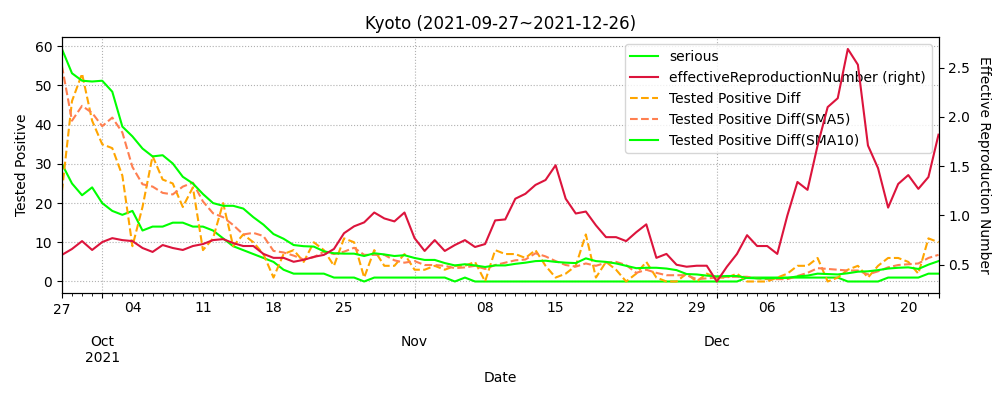 Kyoto (2021-09-27~2021-12-26)
serious
effectiveReproductionNumber (right)
Tested Positive Diff
Tested Positive Diff(SMA5)
Tested Positive Diff(SMA10)
Tested Positive
60
50
40
30
20
10
0
Effective Reproduction Number
2.5
2.0
1.5
1.0
0.5
27 04 11 18 25 08 15 22 29 06 13 20
Oct Nov Dec
2021
Date